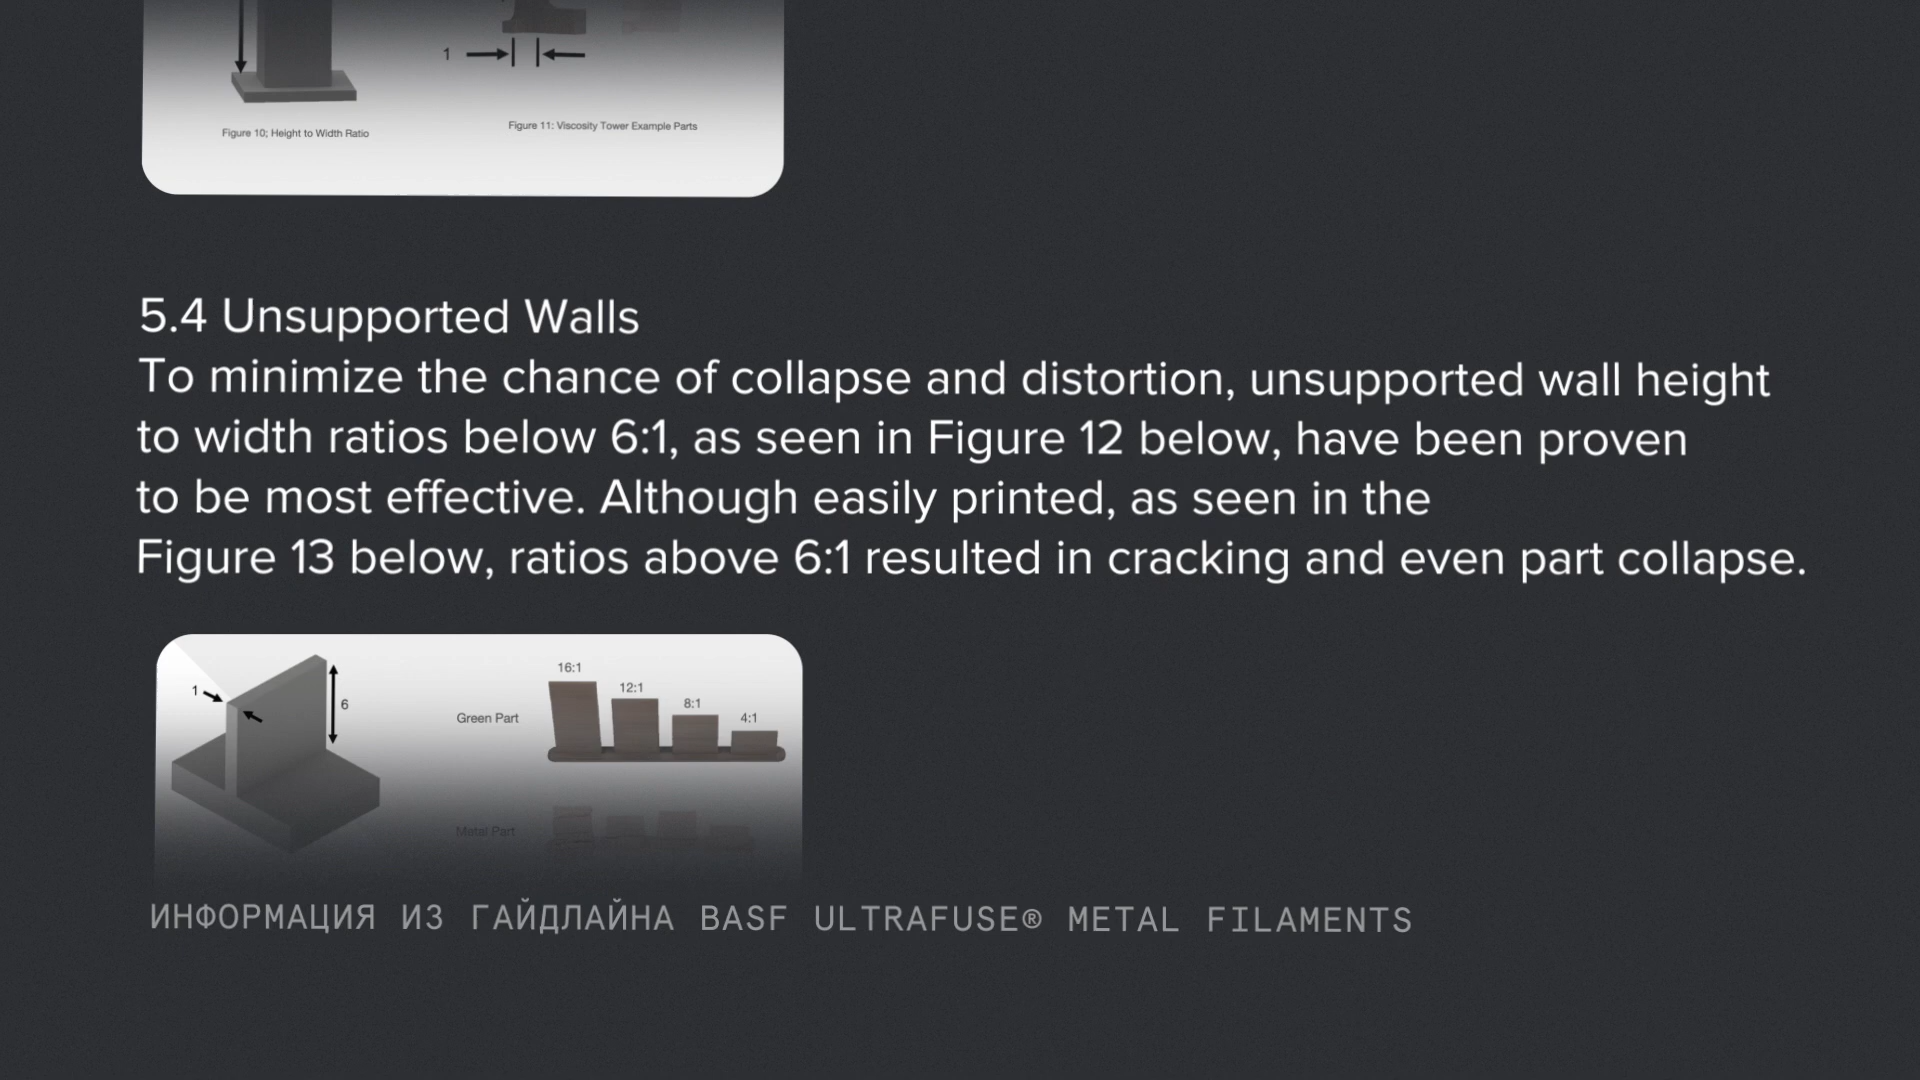 1
Figure 10; Height to Width Ratio
Figure 11: Viscosity Tower Example Parts
5.4 Unsupported Walls
To minimize the chance of collapse and distortion, unsupported wall height
to width ratios below 6:1, as seen in Figure 12 below, have been proven
to be most effective. Although easily printed, as seen in the
Figure 13 below, ratios above 6:1 resulted in cracking and even part collapse.
1
6
Green Part
16:1
12:1
8:1
4:1
Metal Part
ИНФОРМАЦИЯ ИЗ ГАЙДЛАЙНА BASF ULTRAFUSE® METAL FILAMENTS